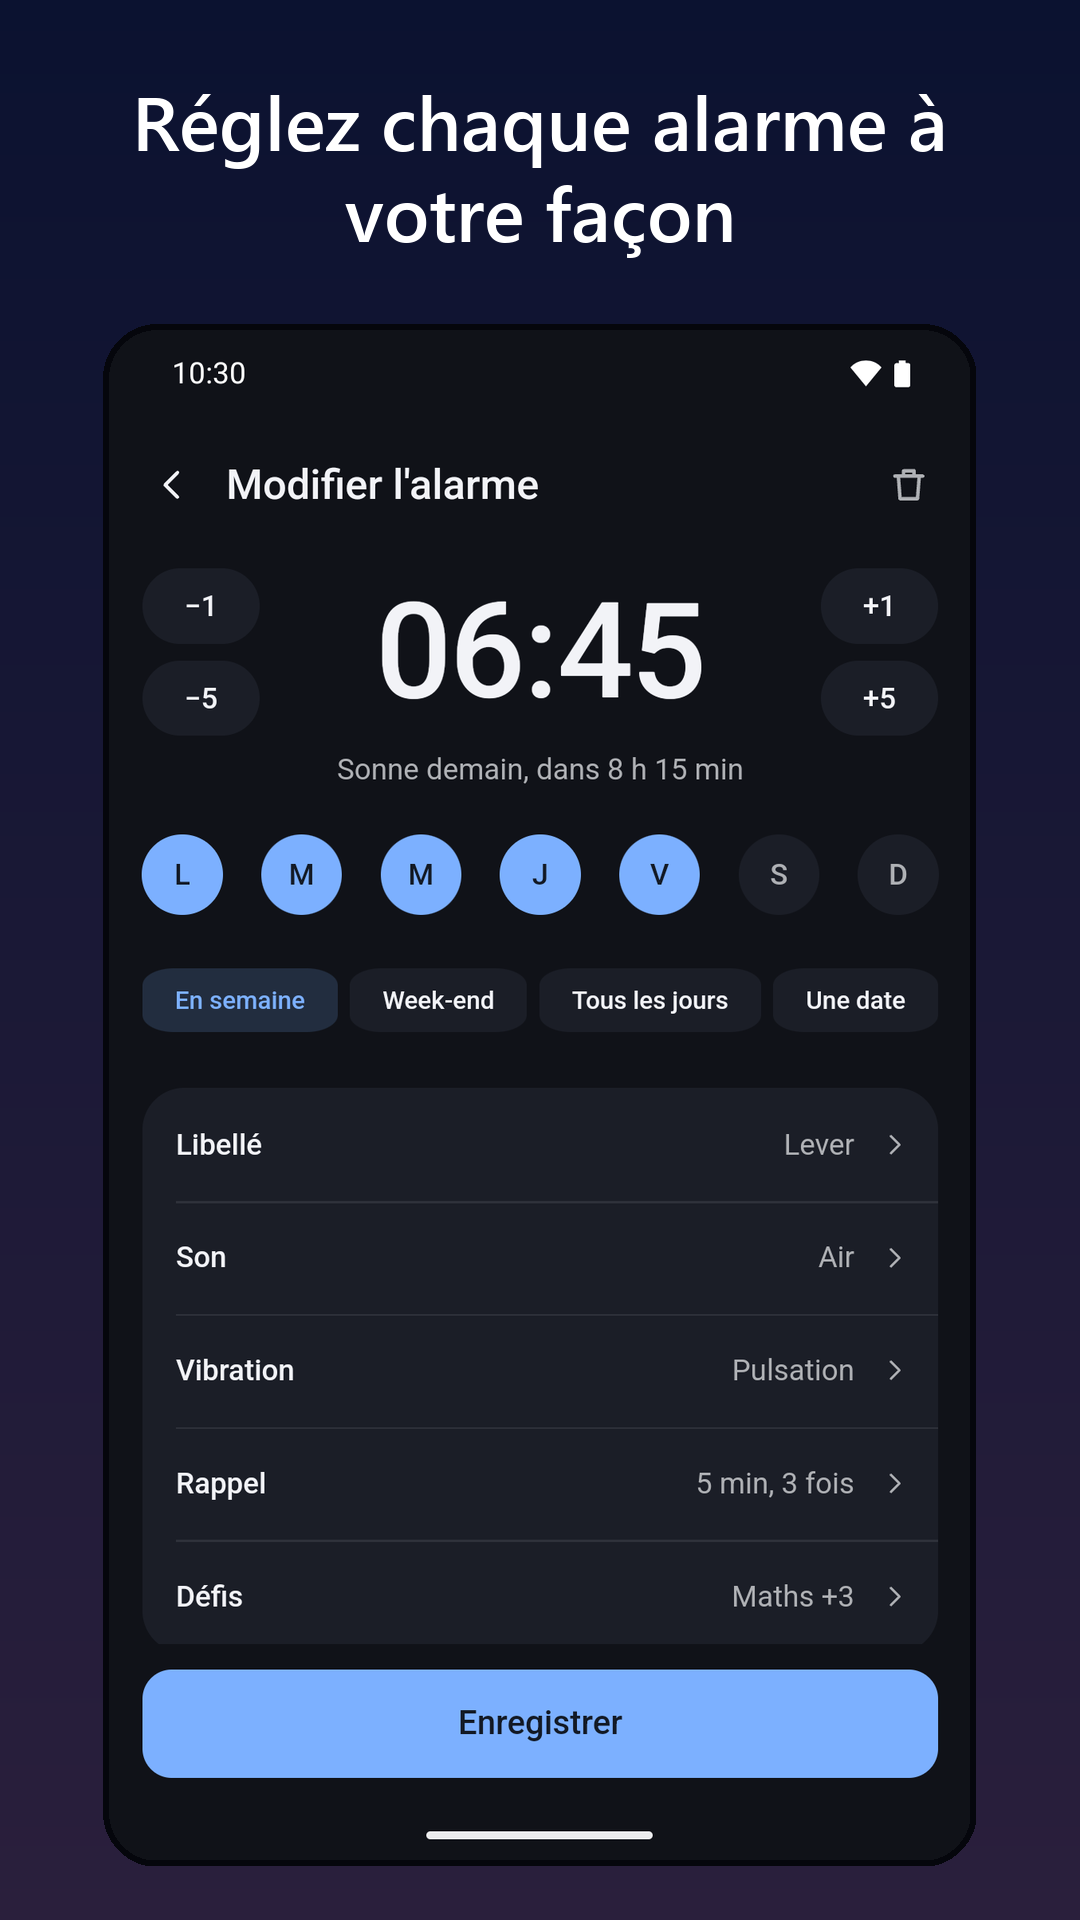 Réglez chaque alarme à
votre façon
10:30
Modifier l'alarme
−1
06:45
+1
−5
+5
Sonne demain, dans 8 h 15 min
L M M J V S D
En semaine Week-end Tous les jours Une date
Libellé Lever
Son Air
Vibration Pulsation
Rappel 5 min, 3 fois
Défis Maths +3
Enregistrer